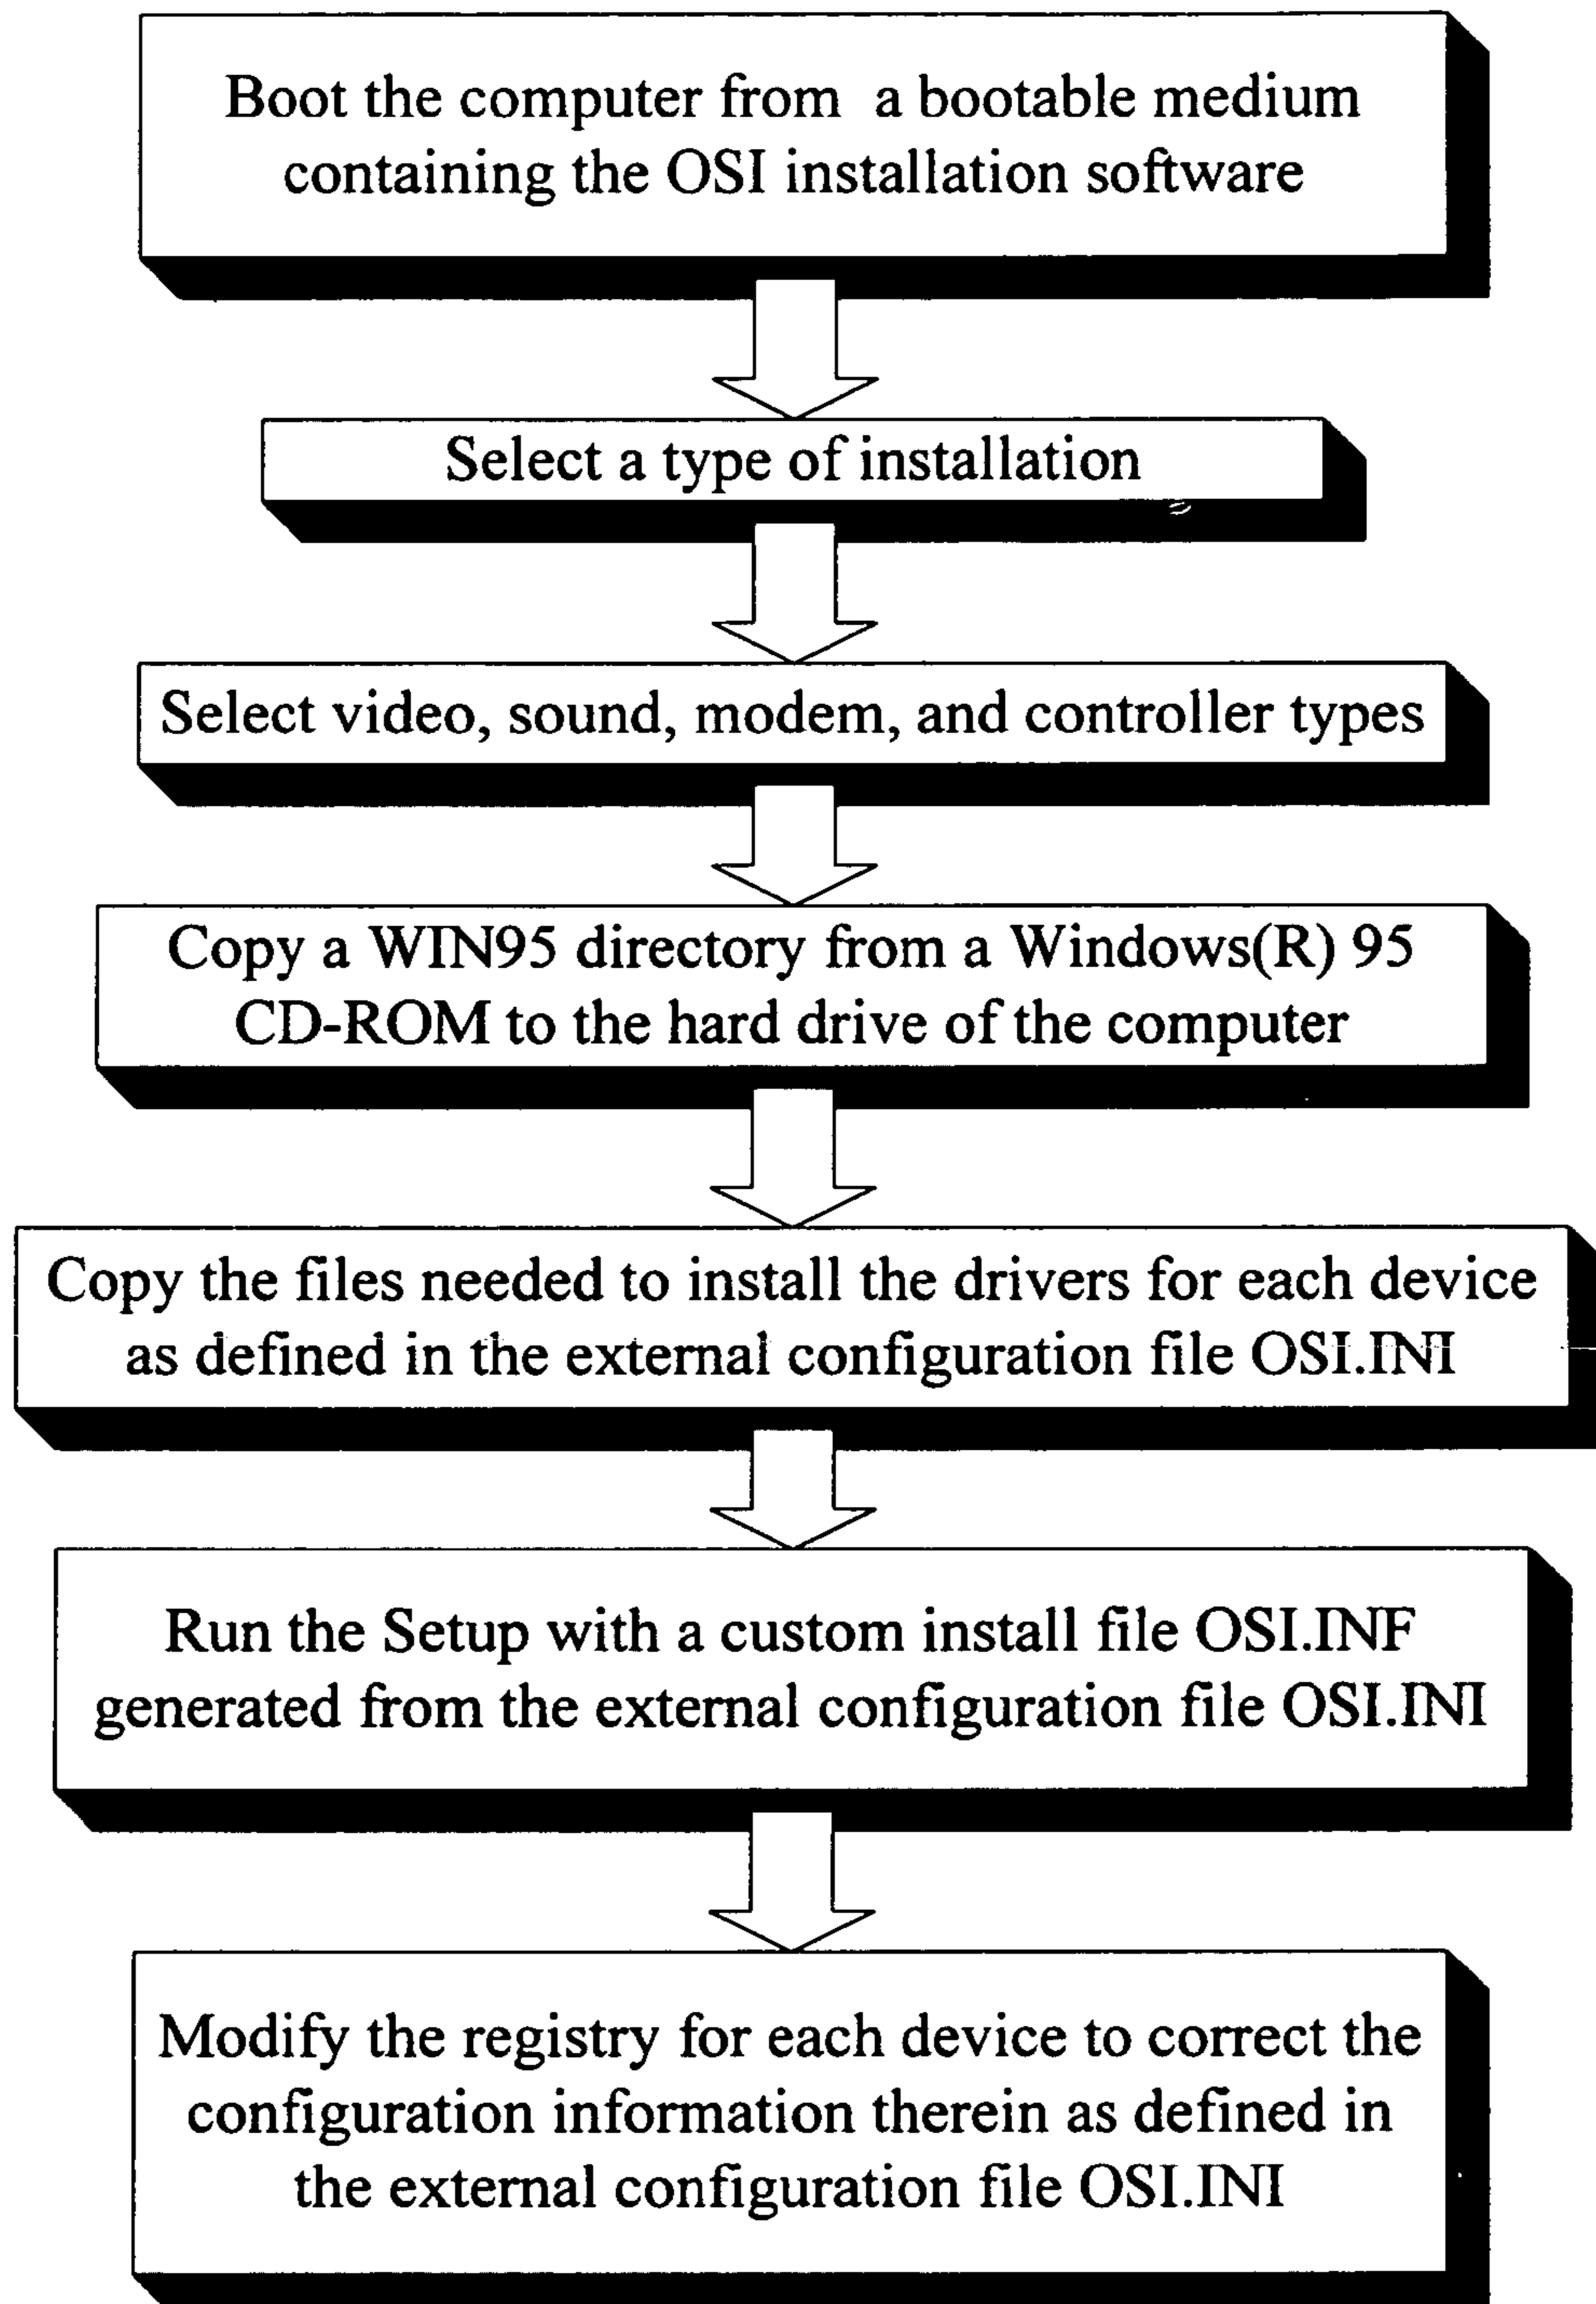 Boot the computer from a bootable medium
containing the OSI installation software
Select a type of installation
Select video, sound, modem, and controller types
Copy a WIN95 directory from a Windows(R) 95
CD-ROM to the hard drive of the computer
Copy the files needed to install the drivers for each device
as defined in the external configuration file OSI.INI
Run the Setup with a custom install file OSI.INF
generated from the external configuration file OSI.INI
Modify the registry for each device to correct the
configuration information therein as defined in
the external configuration file OSI.INI